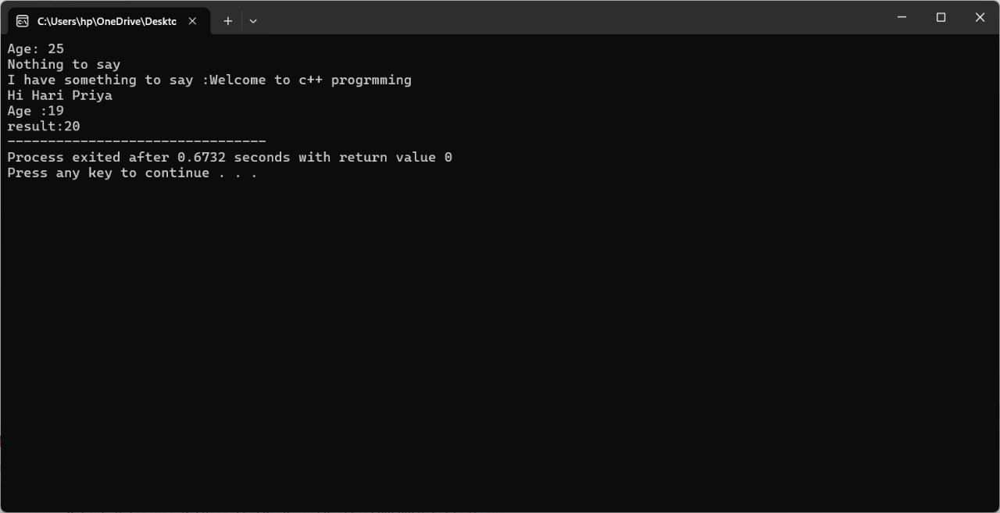 C:\Users\hp\OneDrive\Deskto
Age: 25
Nothing to say
I have something to say :Welcome to c++ progrmming
Hi Hari Priya
Age :19
result:20
--------------------------------
Process exited after 0.6732 seconds with return value 0
Press any key to continue . . .